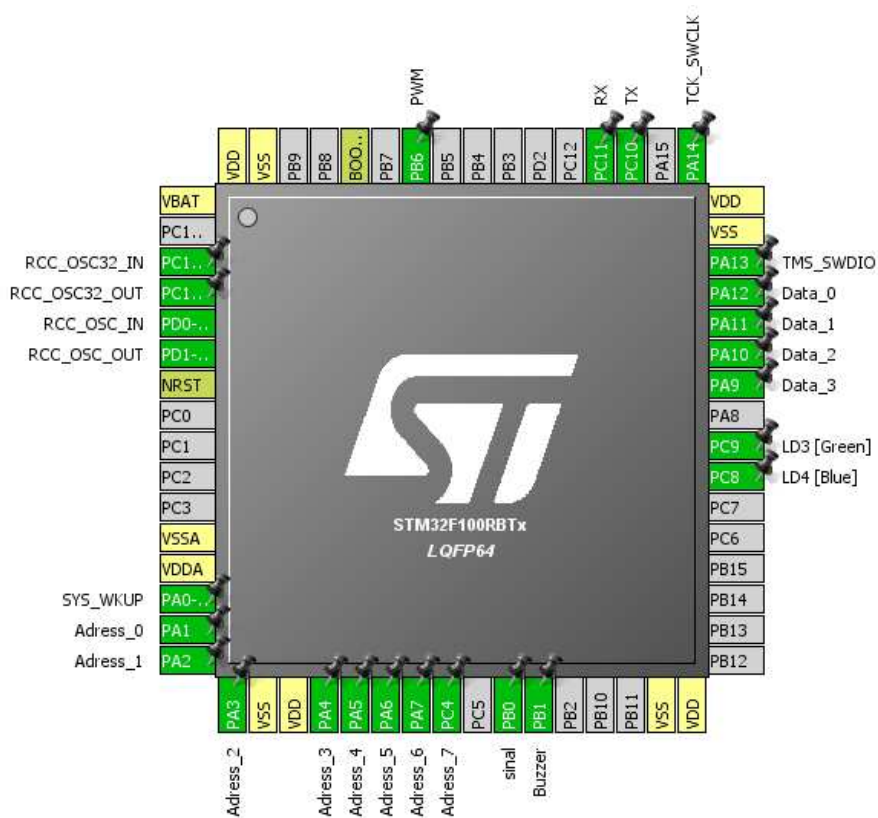 PWM
RX
TX
TCK_SWCLK
VDD
VSS
PB9
PB8
BOO..
PB7
PB6
PB5
PB4
PB3
PD2
PC12
PC11
PC10
PA15
PA14
VBAT
PC1..
RCC_OSC32_IN PC1..
RCC_OSC32_OUT PC1..
RCC_OSC_IN PD0-..
RCC_OSC_OUT PD1-..
NRST
PC0
PC1
PC2
PC3
VSSA
VDDA
SYS_WKUP PA0-..
Adress_0 PA1
Adress_1 PA2
ST
STM32F100RBTx
LQFP64
VDD
VSS
PA13 TMS_SWDIO
PA12 Data_0
PA11 Data_1
PA10 Data_2
PA9 Data_3
PA8
PC9 LD3 [Green]
PC8 LD4 [Blue]
PC7
PC6
PB15
PB14
PB13
PB12
PA3
VSS
VDD
PA4
PA5
PA6
PA7
PC4
PC5
PB0
PB1
PB2
PB10
PB11
VSS
VDD
Adress_2
Adress_3
Adress_4
Adress_5
Adress_6
Adress_7
sinal
Buzzer